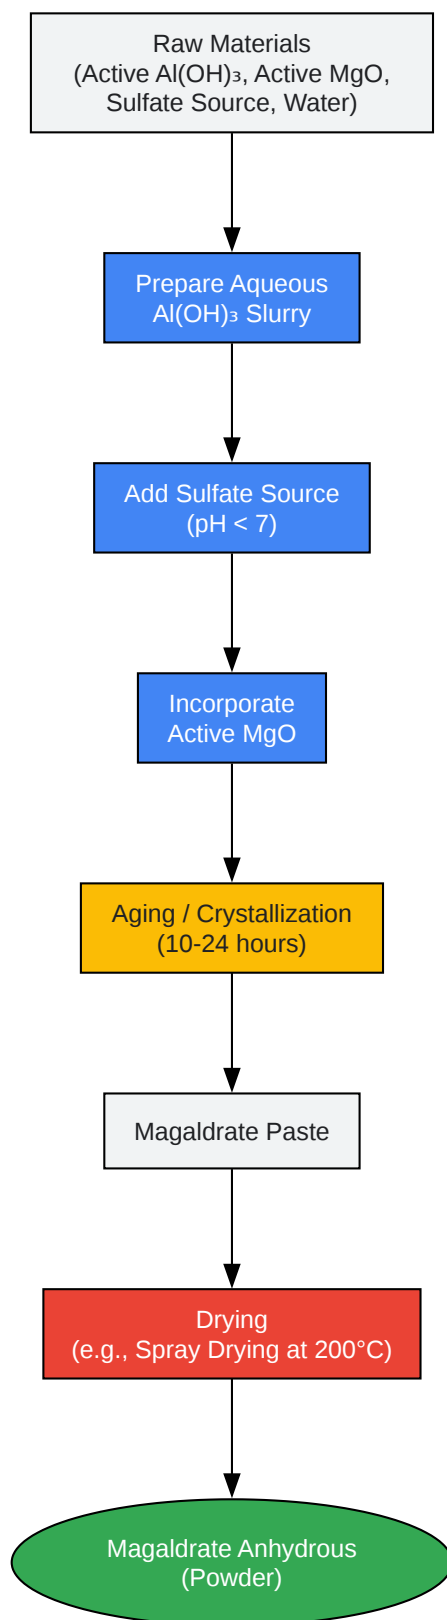 Raw Materials
(Active Al(OH)₃, Active MgO,
Sulfate Source, Water)
Prepare Aqueous
Al(OH)₃ Slurry
Add Sulfate Source
(pH < 7)
Incorporate
Active MgO
Aging / Crystallization
(10-24 hours)
Magaldrate Paste
Drying
(e.g., Spray Drying at 200°C)
Magaldrate Anhydrous
(Powder)